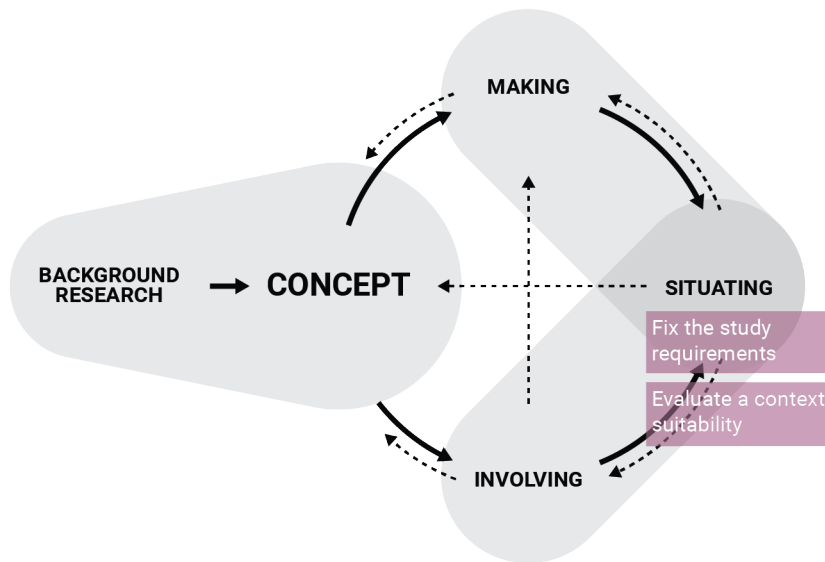 MAKING
BACKGROUND
RESEARCH
CONCEPT
SITUATING
Fix the study
requirements
Evaluate a context
suitability
INVOLVING